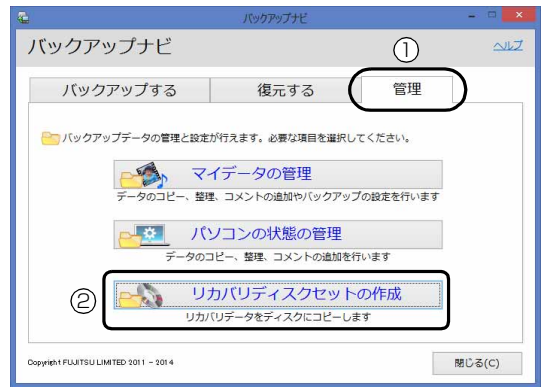 バックアップナビ
バックアップナビ
①
ヘルプ
バックアップする
復元する
管理
バックアップデータの管理と設定が行えます。必要な項目を選択してください。
マイデータの管理
データのコピー、整理、コメントの追加やバックアップの設定を行います
パソコンの状態の管理
データのコピー、整理、コメントの追加を行います
②
リカバリディスクセットの作成
リカバリデータをディスクにコピーします
Copyright FUJITSU LIMITED 2011 - 2014
閉じる(C)